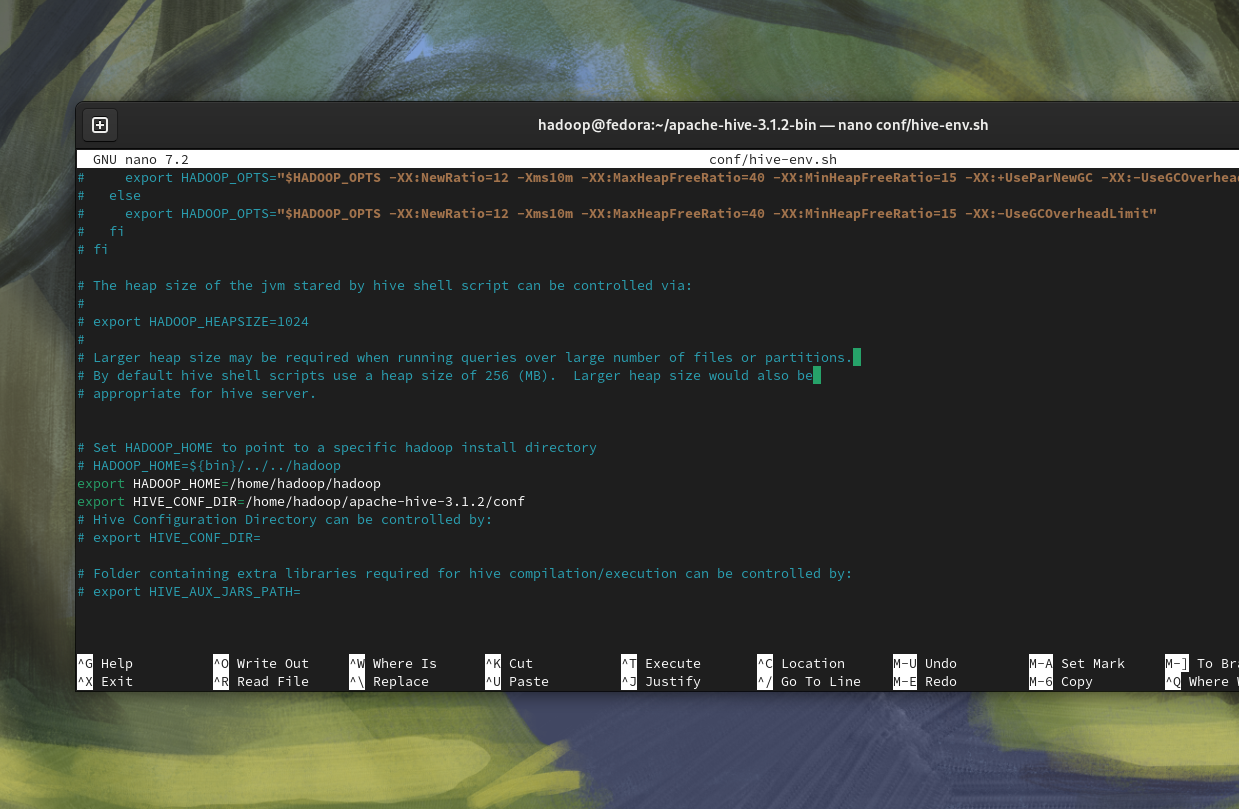 hadoop@fedora:~/apache-hive-3.1.2-bin — nano conf/hive-env.sh
GNU nano 7.2 conf/hive-env.sh
#     export HADOOP_OPTS="$HADOOP_OPTS -XX:NewRatio=12 -Xms10m -XX:MaxHeapFreeRatio=40 -XX:MinHeapFreeRatio=15 -XX:+UseParNewGC -XX:-UseGCOverhead
#   else
#     export HADOOP_OPTS="$HADOOP_OPTS -XX:NewRatio=12 -Xms10m -XX:MaxHeapFreeRatio=40 -XX:MinHeapFreeRatio=15 -XX:-UseGCOverheadLimit"
#   fi
# fi
# The heap size of the jvm stared by hive shell script can be controlled via:
#
# export HADOOP_HEAPSIZE=1024
#
# Larger heap size may be required when running queries over large number of files or partitions.
# By default hive shell scripts use a heap size of 256 (MB).  Larger heap size would also be
# appropriate for hive server.
# Set HADOOP_HOME to point to a specific hadoop install directory
# HADOOP_HOME=${bin}/../../hadoop
export HADOOP_HOME=/home/hadoop/hadoop
export HIVE_CONF_DIR=/home/hadoop/apache-hive-3.1.2/conf
# Hive Configuration Directory can be controlled by:
# export HIVE_CONF_DIR=
# Folder containing extra libraries required for hive compilation/execution can be controlled by:
# export HIVE_AUX_JARS_PATH=
^G Help ^O Write Out ^W Where Is ^K Cut ^T Execute ^C Location M-U Undo M-A Set Mark M-] To Bra
^X Exit ^R Read File ^\ Replace ^U Paste ^J Justify ^/ Go To Line M-E Redo M-6 Copy ^Q Where W